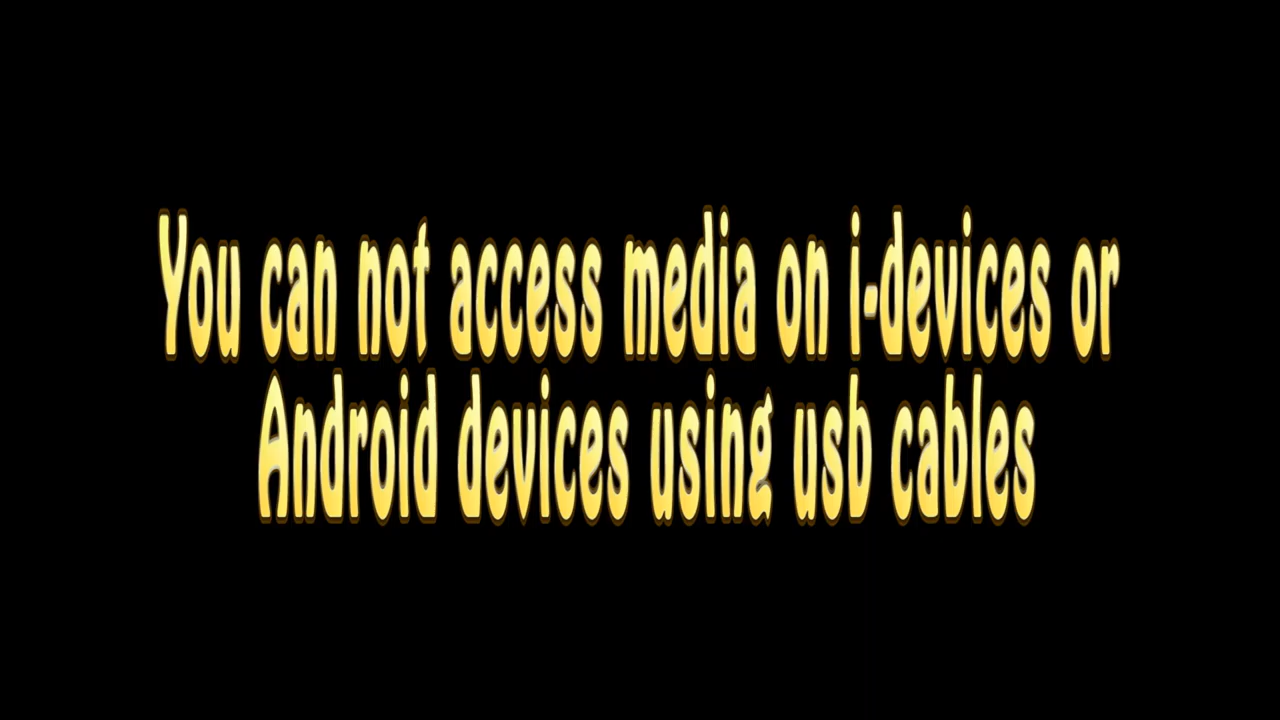 You can not access media on i-devices or
Android devices using usb cables